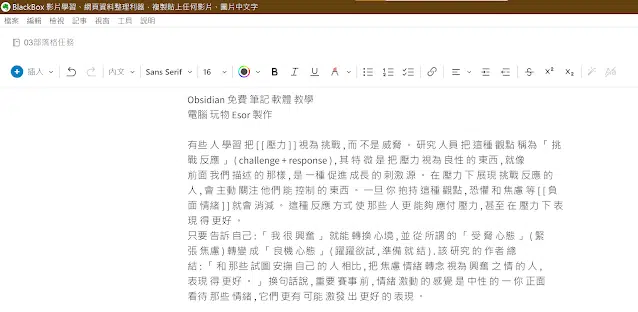 BlackBox 影片學習、網頁資料整理利器，複製貼上任何影片、圖片中文字
檔案 編輯 檢視 記事 視窗 工具 說明
03部落格任務
插入 內文 Sans Serif 16 B I U A X² X₂
Obsidian 免費 筆記 軟體 教學
電腦 玩物 Esor 製作
有些 人 學習 把 [ [ 壓力 ] ] 視為 挑戰 , 而 不是 威脅 。 研究 人員 把 這種 觀點 稱為 「 挑
戰 反應 」 ( challenge + response ) , 其 特 微 是 把 壓力 視為 良性 的 東西 , 就像
前面 我們 描述 的 那樣 , 是 一種 促進 成長 的 刺激 源 。 在 壓力 下 展現 挑戰 反應 的
人 , 會 主動 關注 他們 能 控制 的 東西 。 一旦 你 抱持 這種 觀點 , 恐懼 和 焦慮 等 [ [ 負
面 情緒 ] ] 就會 消減 。 這種 反應 方式 使 那些 人 更 能夠 應付 壓力 , 甚至 在 壓力 下 表
現 得 更好 。
只要 告訴 自己 : 「 我 很 興奮 」 就能 轉換 心境 , 並 從 所謂 的 「 受 脅 心態 」 ( 緊
張 焦慮 ) 轉變 成 「 良機 心態 」 ( 躍躍欲試 , 準備 就 結 ) . 該 研究 的 作者 總
結 : 「 和 那些 試圖 安撫 自己 的 人 相比 , 把 焦慮 情緒 轉念 視為 興奮 之 情 的 人 ,
表現 得 更好 。 」 換句話說 , 重要 賽事 前 , 情緒 激動 的 感覺 是 中性 的 一 你 正面
看待 那些 情緒 , 它們 更 有 可能 激發 出 更好 的 表現 。